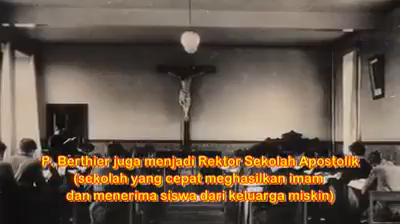 P. Berthier juga menjadi Rektor Sekolah Apostolik
(sekolah yang cepat meghasilkan imam
dan menerima siswa dari keluarga miskin)